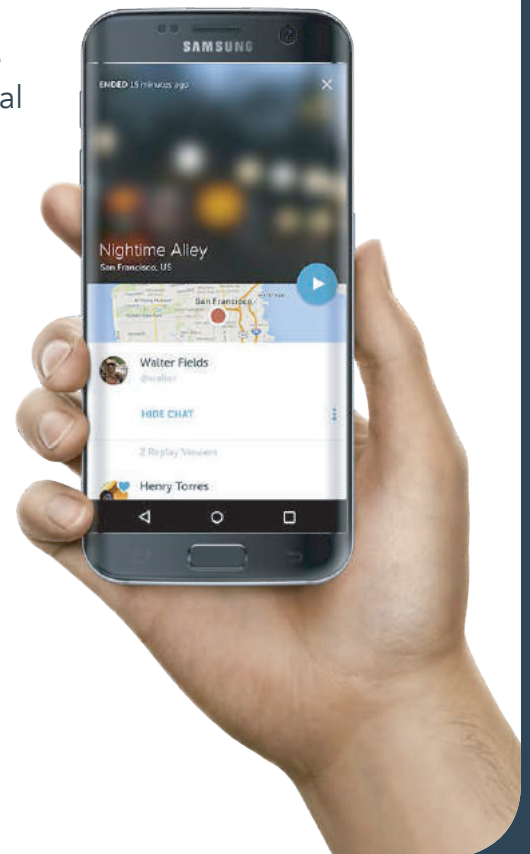 al
SAMSUNG
ENDED 15 minutes ago
Nightime Alley
San Francisco, US
San Francisco
Walter Fields
@walter
HIDE CHAT
2 Replay Viewers
Henry Torres